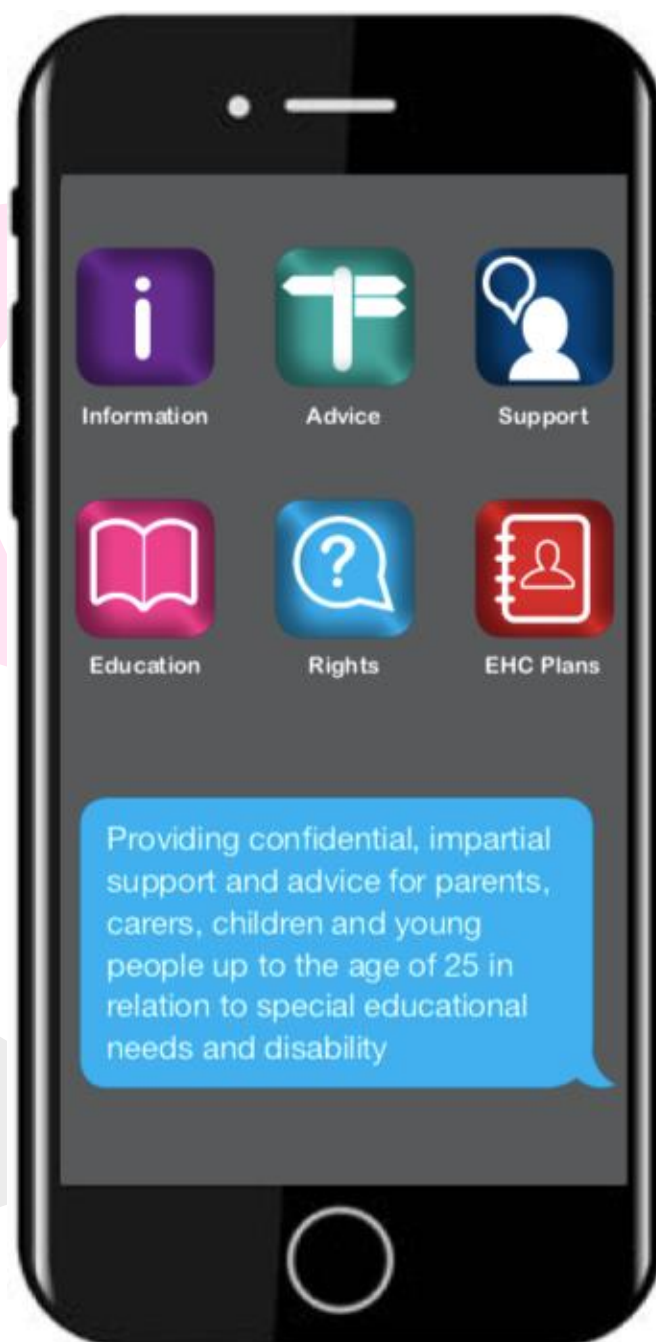 Information Advice Support
Education Rights EHC Plans
Providing confidential, impartial
support and advice for parents,
carers, children and young
people up to the age of 25 in
relation to special educational
needs and disability